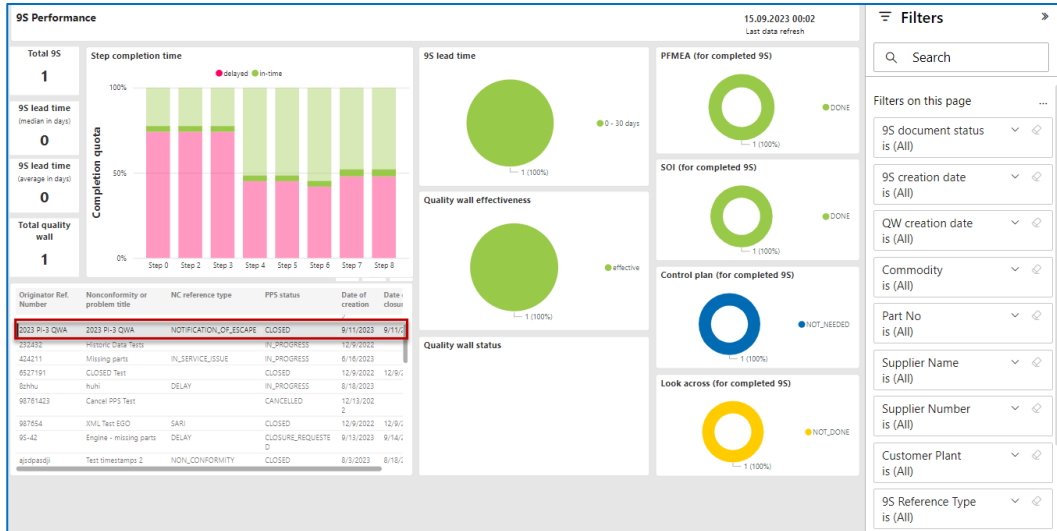 9S Performance
15.09.2023 00:02
Last data refresh
Total 9S
1
9S lead time
(median in days)
0
9S lead time
(average in days)
0
Total quality
wall
1
Step completion time
delayed in-time
Completion quota
100%
50%
0%
Step 0 Step 2 Step 3 Step 4 Step 5 Step 6 Step 7 Step 8
9S lead time
0 - 30 days
1 (100%)
Quality wall effectiveness
effective
1 (100%)
Quality wall status
PFMEA (for completed 9S)
DONE
1 (100%)
SOI (for completed 9S)
DONE
1 (100%)
Control plan (for completed 9S)
NOT_NEEDED
1 (100%)
Look across (for completed 9S)
NOT_DONE
1 (100%)
Originator Ref. Nonconformity or NC reference type PPS status Date of Date
Number problem title creation closu
2023 PI-3 QWA 2023 PI-3 QWA NOTIFICATION_OF_ESCAPE CLOSED 9/11/2023 9/11/2
232432 Historic Data Tests IN_PROGRESS 12/9/2022
424211 Missing parts IN_SERVICE_ISSUE IN_PROGRESS 6/16/2023
6527191 CLOSED Test CLOSED 12/9/2022 12/9/2
8zhhu huhi DELAY IN_PROGRESS 8/18/2023
98761423 Cancel PPS Test CANCELLED 12/13/202
2
987654 XML Test EGO SARI CLOSED 12/9/2022 12/9/2
9S-42 Engine - missing parts DELAY CLOSURE_REQUESTE 9/13/2023 9/14/2
D
ajsdpasdji Test timestamps 2 NON_CONFORMITY CLOSED 8/3/2023 8/18/2
Filters
Search
Filters on this page
...
9S document status
is (All)
9S creation date
is (All)
QW creation date
is (All)
Commodity
is (All)
Part No
is (All)
Supplier Name
is (All)
Supplier Number
is (All)
Customer Plant
is (All)
9S Reference Type
is (All)